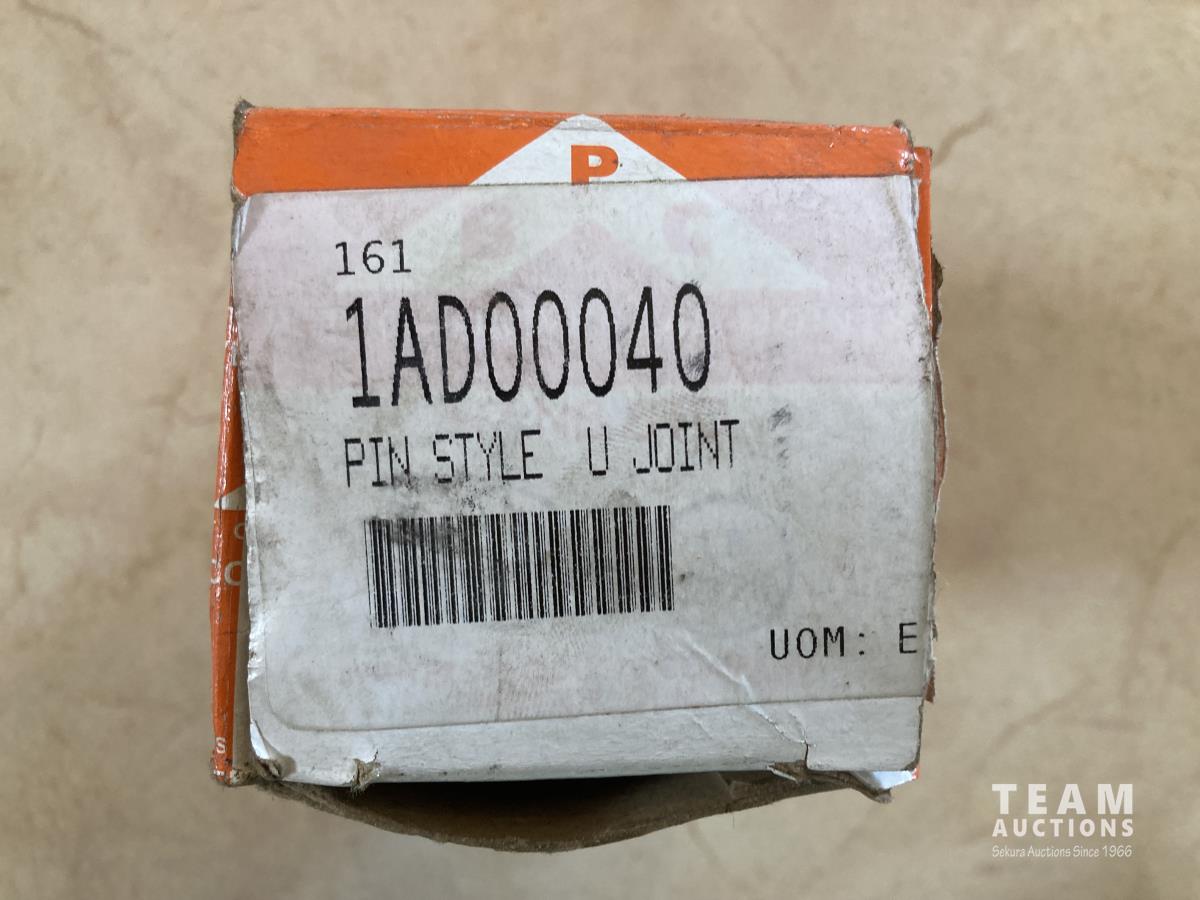 P
B C
161
1AD00040
PIN STYLE U JOINT
UOM: E
TEAM
AUCTIONS
Sekura Auctions Since 1966